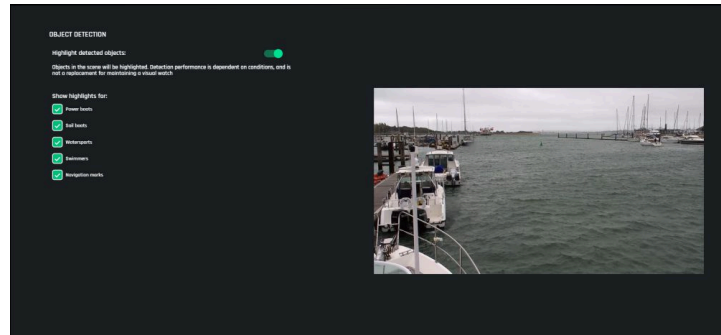 OBJECT DETECTION
Highlight detected objects:
Objects in the scene will be highlighted. Detection performance is dependent on conditions, and is
not a replacement for maintaining a visual watch
Show highlights for:
Power boats
Sail boats
Watersports
Swimmers
Navigation marks